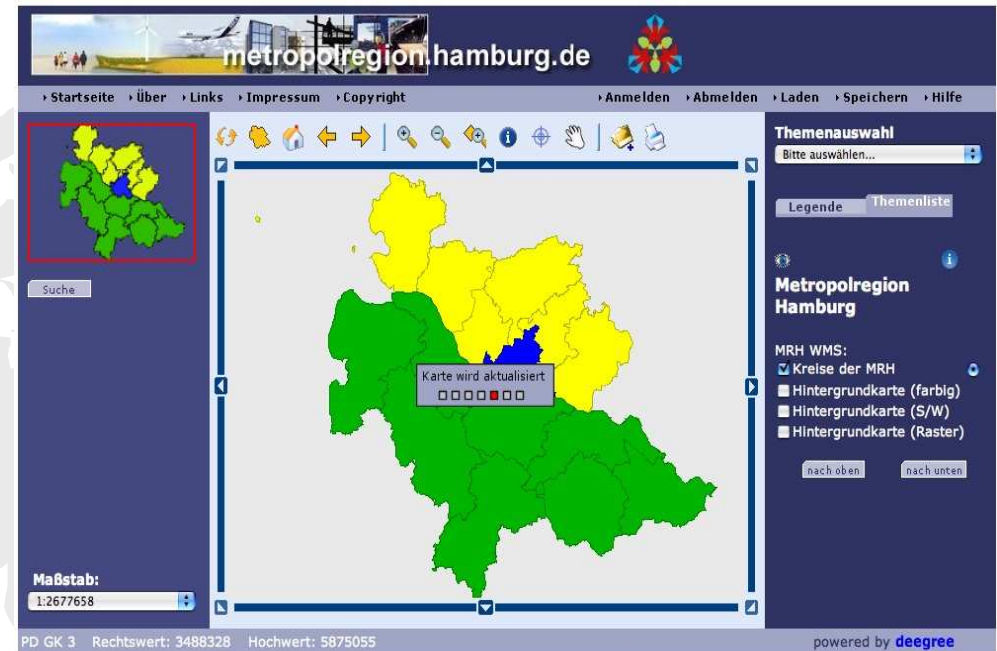 metropolregion.hamburg.de
Startseite Über Links Impressum Copyright Anmelden Abmelden Laden Speichern Hilfe
Suche
Maßstab:
1:2677658
Karte wird aktualisiert
Themenauswahl
Bitte auswählen...
Legende Themenliste
Metropolregion
Hamburg
MRH WMS:
Kreise der MRH
Hintergrundkarte (farbig)
Hintergrundkarte (S/W)
Hintergrundkarte (Raster)
nach oben nach unten
PD GK 3 Rechtswert: 3488328 Hochwert: 5875055 powered by deegree